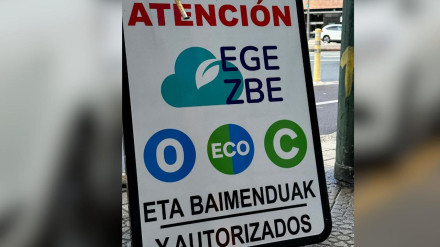 ATENCIÓN
EGE
ZBE
O ECO C
ETA BAIMENDUAK
Y AUTORIZADOS